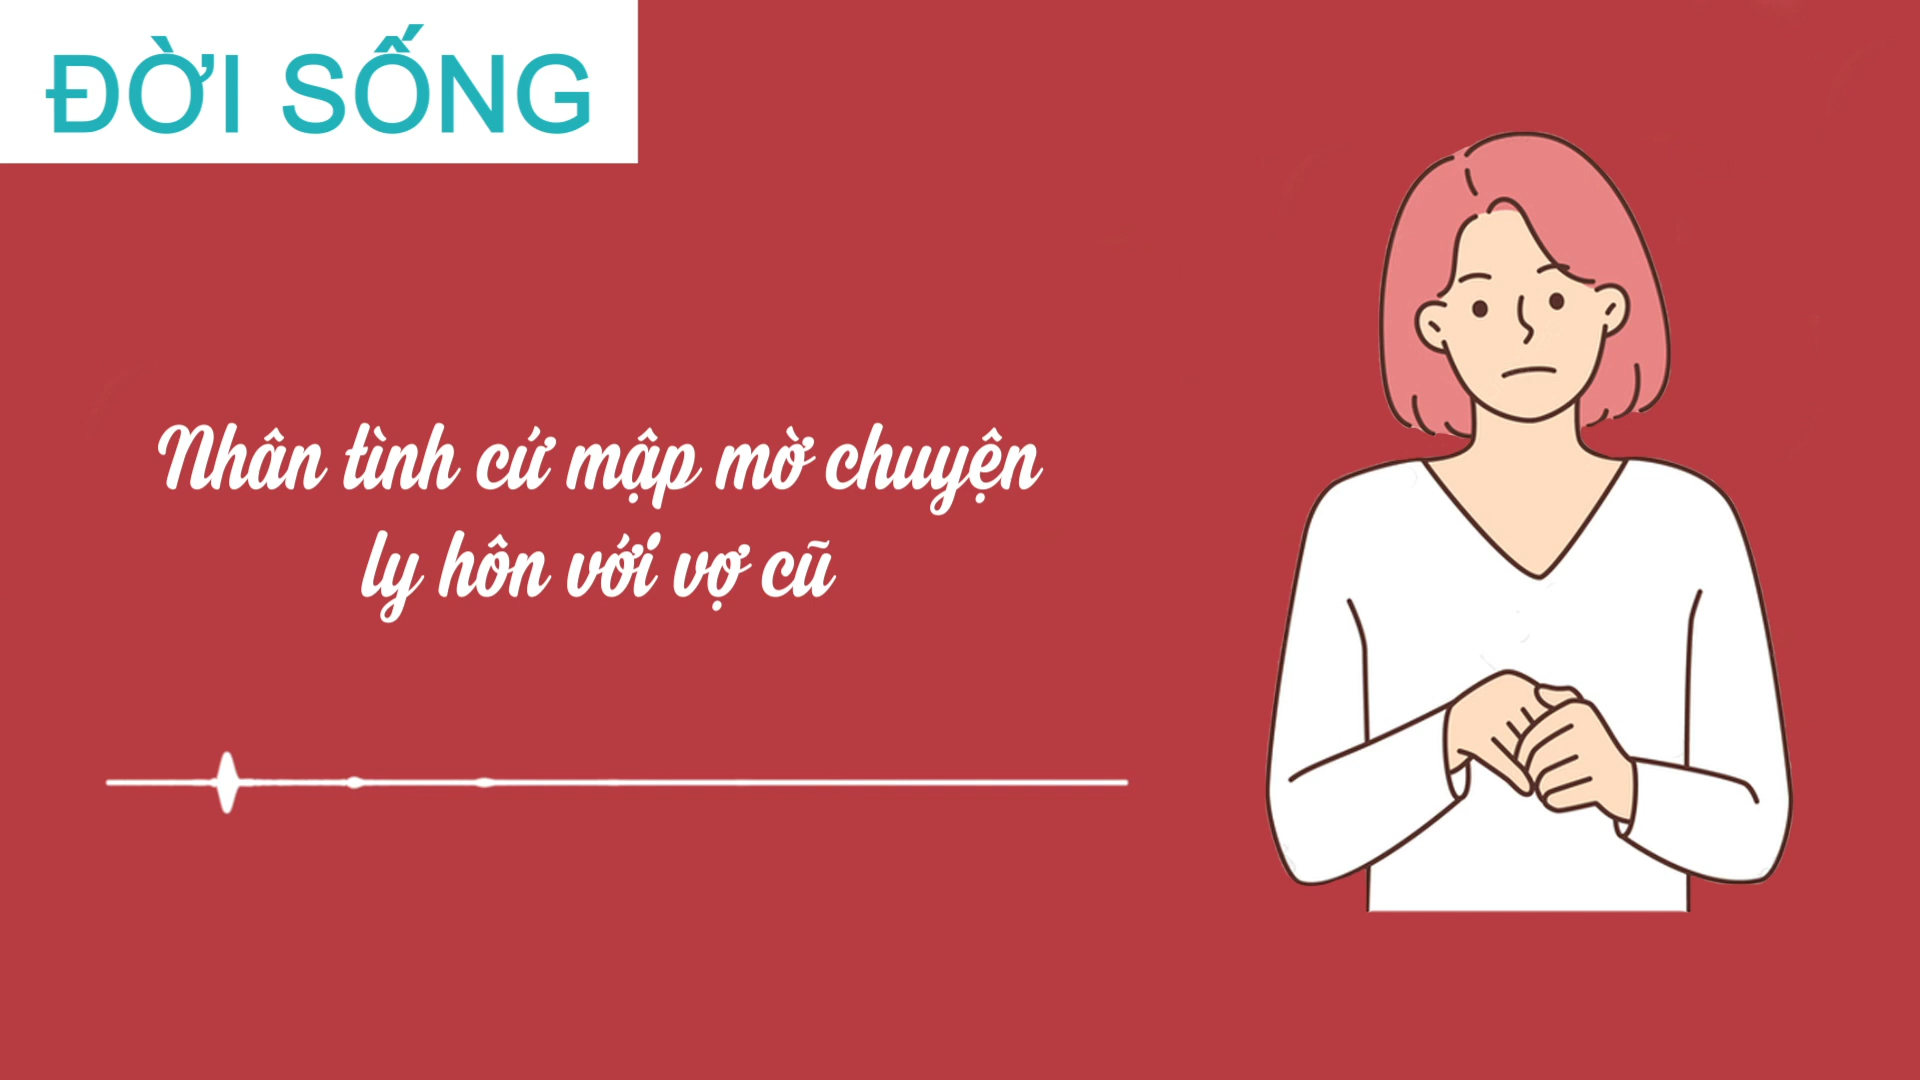 ĐỜI SỐNG
Nhân tình cứ mập mờ chuyện
ly hôn với vợ cũ